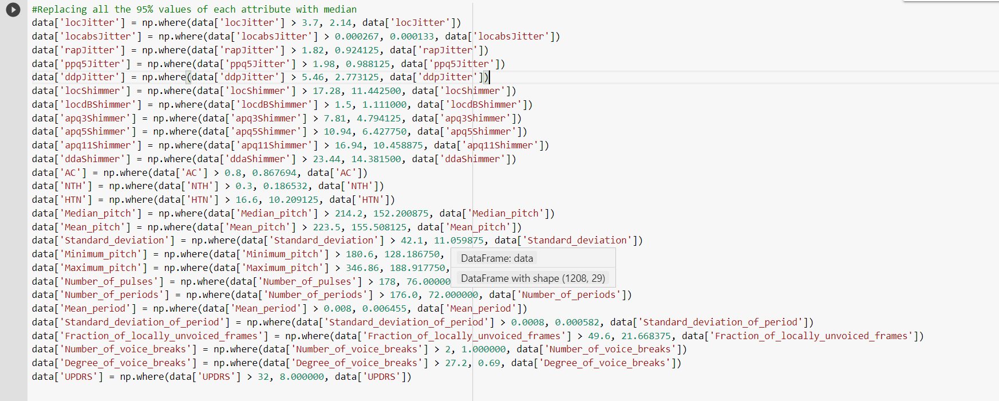 #Replacing all the 95% values of each attribute with median
data['locJitter'] = np.where(data['locJitter'] > 3.7, 2.14, data['locJitter'])
data['locabsJitter'] = np.where(data['locabsJitter'] > 0.000267, 0.000133, data['locabsJitter'])
data['rapJitter'] = np.where(data['rapJitter'] > 1.82, 0.924125, data['rapJitter'])
data['ppq5Jitter'] = np.where(data['ppq5Jitter'] > 1.98, 0.988125, data['ppq5Jitter'])
data['ddpJitter'] = np.where(data['ddpJitter'] > 5.46, 2.773125, data['ddpJitter'])
data['locShimmer'] = np.where(data['locShimmer'] > 17.28, 11.442500, data['locShimmer'])
data['locdBShimmer'] = np.where(data['locdBShimmer'] > 1.5, 1.111000, data['locdBShimmer'])
data['apq3Shimmer'] = np.where(data['apq3Shimmer'] > 7.81, 4.794125, data['apq3Shimmer'])
data['apq5Shimmer'] = np.where(data['apq5Shimmer'] > 10.94, 6.427750, data['apq5Shimmer'])
data['apq11Shimmer'] = np.where(data['apq11Shimmer'] > 16.94, 10.458875, data['apq11Shimmer'])
data['ddaShimmer'] = np.where(data['ddaShimmer'] > 23.44, 14.381500, data['ddaShimmer'])
data['AC'] = np.where(data['AC'] > 0.8, 0.867694, data['AC'])
data['NTH'] = np.where(data['NTH'] > 0.3, 0.186532, data['NTH'])
data['HTN'] = np.where(data['HTN'] > 16.6, 10.209125, data['HTN'])
data['Median_pitch'] = np.where(data['Median_pitch'] > 214.2, 152.200875, data['Median_pitch'])
data['Mean_pitch'] = np.where(data['Mean_pitch'] > 223.5, 155.508125, data['Mean_pitch'])
data['Standard_deviation'] = np.where(data['Standard_deviation'] > 42.1, 11.059875, data['Standard_deviation'])
data['Minimum_pitch'] = np.where(data['Minimum_pitch'] > 180.6, 128.186750,
DataFrame: data
data['Maximum_pitch'] = np.where(data['Maximum_pitch'] > 346.86, 188.917750,
DataFrame with shape (1208, 29)
data['Number_of_pulses'] = np.where(data['Number_of_pulses'] > 178, 76.00000
data['Number_of_periods'] = np.where(data['Number_of_periods'] > 176.0, 72.000000, data['Number_of_periods'])
data['Mean_period'] = np.where(data['Mean_period'] > 0.008, 0.006455, data['Mean_period'])
data['Standard_deviation_of_period'] = np.where(data['Standard_deviation_of_period'] > 0.0008, 0.000582, data['Standard_deviation_of_period'])
data['Fraction_of_locally_unvoiced_frames'] = np.where(data['Fraction_of_locally_unvoiced_frames'] > 49.6, 21.668375, data['Fraction_of_locally_unvoiced_frames'])
data['Number_of_voice_breaks'] = np.where(data['Number_of_voice_breaks'] > 2, 1.000000, data['Number_of_voice_breaks'])
data['Degree_of_voice_breaks'] = np.where(data['Degree_of_voice_breaks'] > 27.2, 0.69, data['Degree_of_voice_breaks'])
data['UPDRS'] = np.where(data['UPDRS'] > 32, 8.000000, data['UPDRS'])